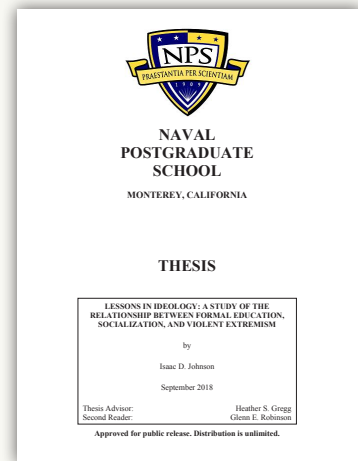 NPS
PRAESTANTIA PER SCIENTIAM
1909
NAVAL
POSTGRADUATE
SCHOOL
MONTEREY, CALIFORNIA
THESIS
LESSONS IN IDEOLOGY: A STUDY OF THE
RELATIONSHIP BETWEEN FORMAL EDUCATION,
SOCIALIZATION, AND VIOLENT EXTREMISM
by
Isaac D. Johnson
September 2018
Thesis Advisor: Heather S. Gregg
Second Reader: Glenn E. Robinson
Approved for public release. Distribution is unlimited.